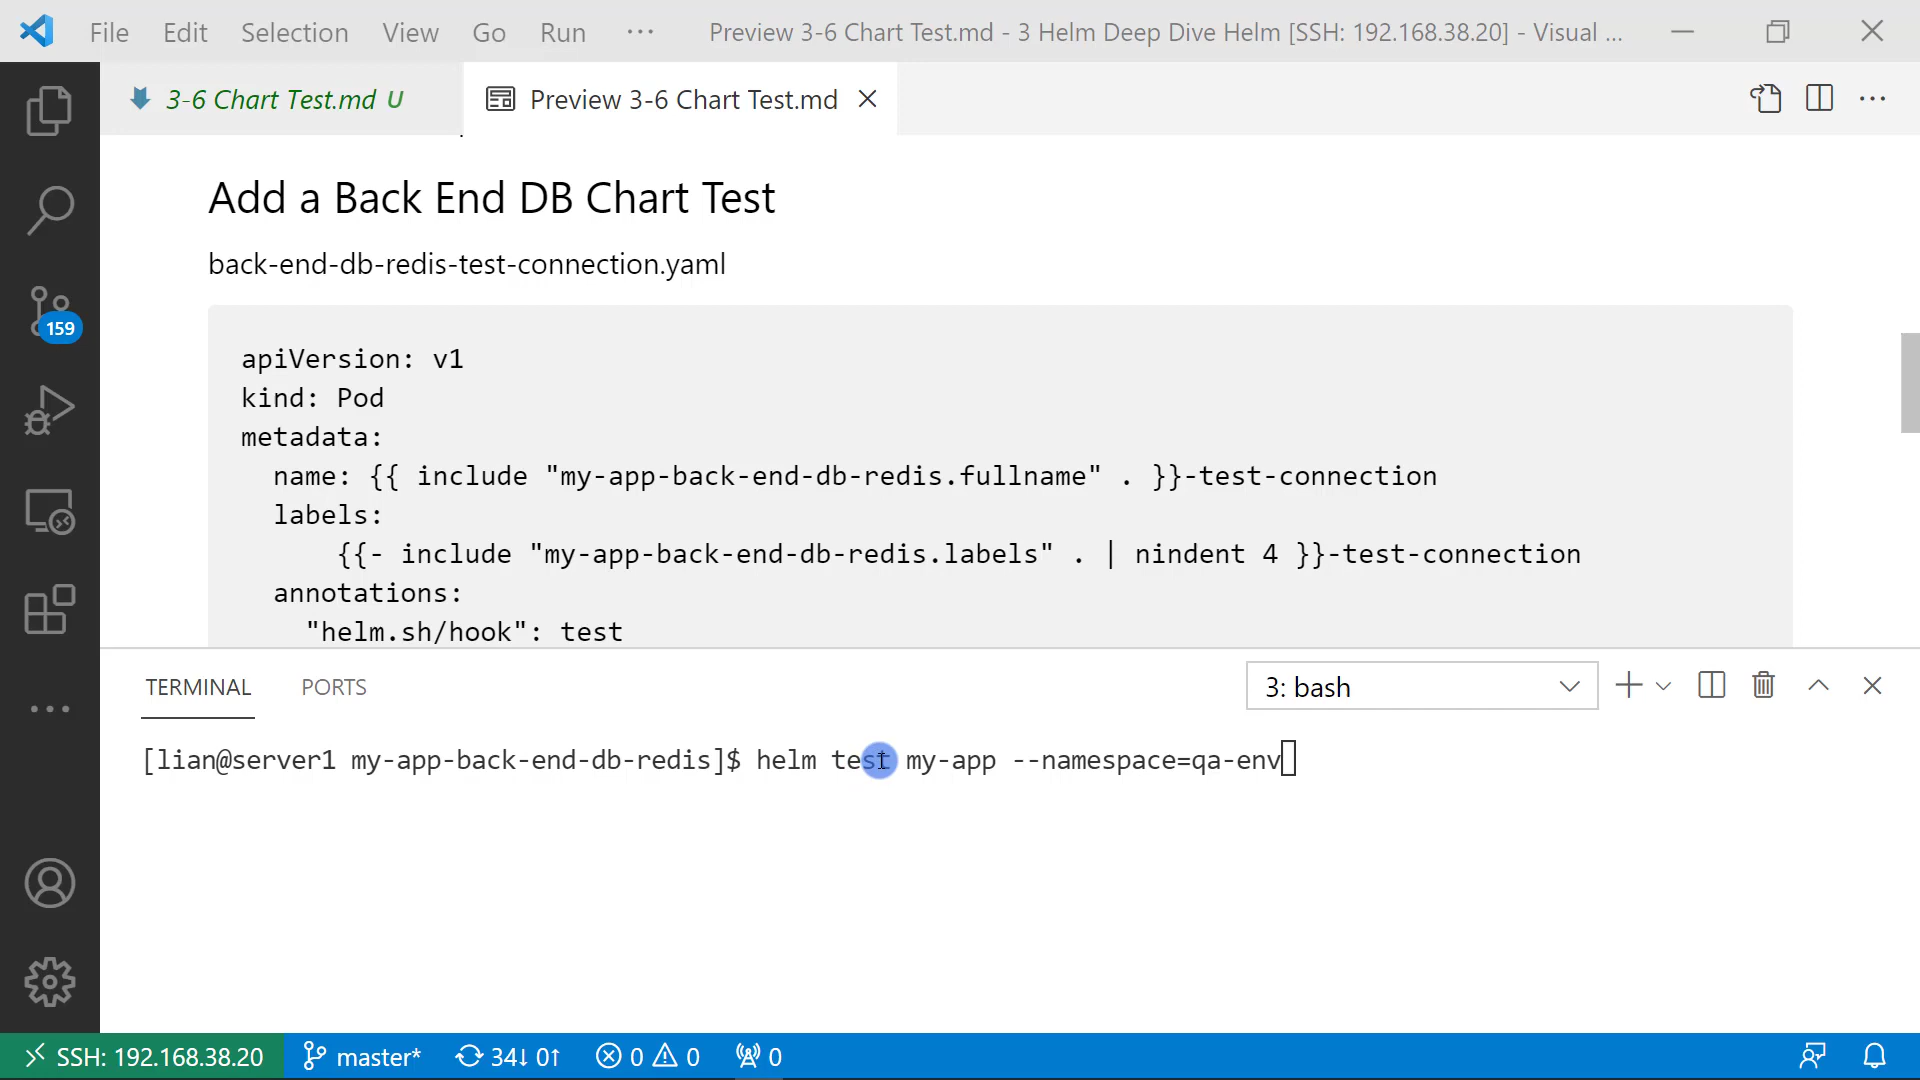 File Edit Selection View Go Run ··· Preview 3-6 Chart Test.md - 3 Helm Deep Dive Helm [SSH: 192.168.38.20] - Visual ...
3-6 Chart Test.md U
Preview 3-6 Chart Test.md
Add a Back End DB Chart Test
back-end-db-redis-test-connection.yaml
apiVersion: v1
kind: Pod
metadata:
  name: {{ include "my-app-back-end-db-redis.fullname" . }}-test-connection
  labels:
      {{- include "my-app-back-end-db-redis.labels" . | nindent 4 }}-test-connection
  annotations:
    "helm.sh/hook": test
159
TERMINAL PORTS 3: bash
[lian@server1 my-app-back-end-db-redis]$ helm test my-app --namespace=qa-env
SSH: 192.168.38.20 master* 34↓ 0↑ 0 0 0